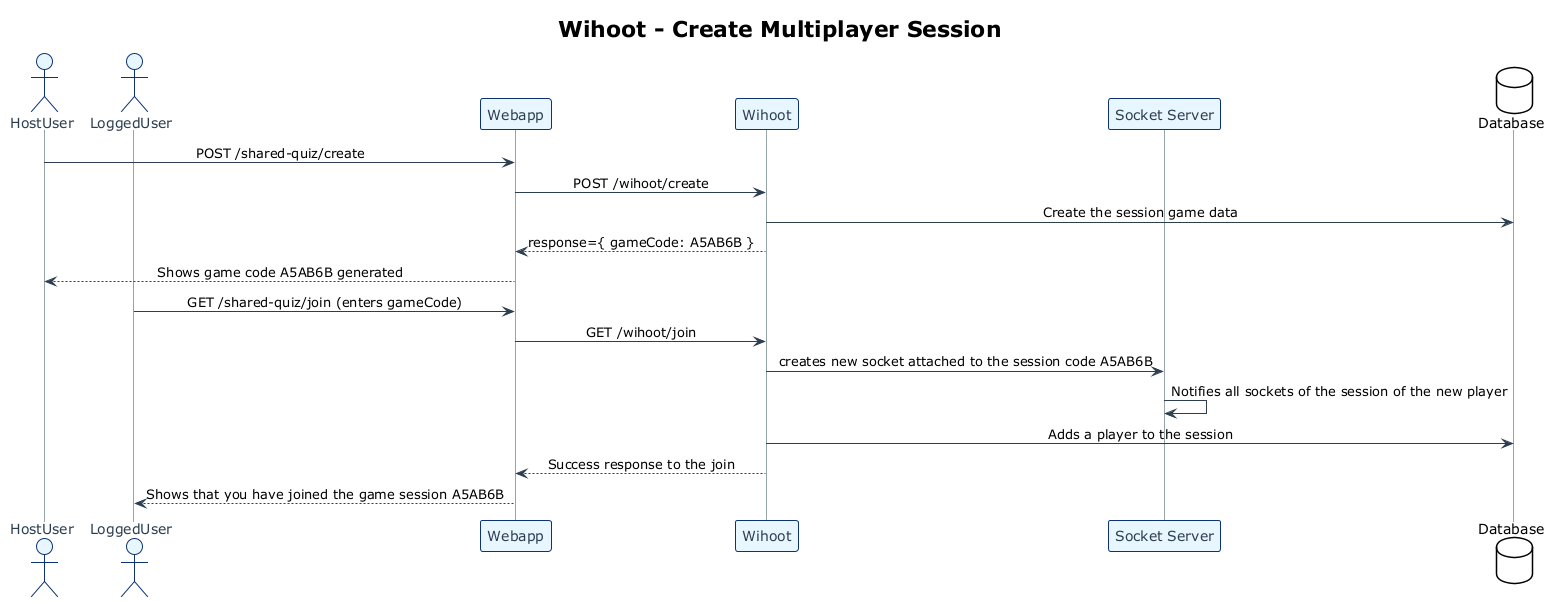 Wihoot - Create Multiplayer Session
HostUser
LoggedUser
Webapp
Wihoot
Socket Server
Database
POST /shared-quiz/create
POST /wihoot/create
Create the session game data
response={ gameCode: A5AB6B }
Shows game code A5AB6B generated
GET /shared-quiz/join (enters gameCode)
GET /wihoot/join
creates new socket attached to the session code A5AB6B
Notifies all sockets of the session of the new player
Adds a player to the session
Success response to the join
Shows that you have joined the game session A5AB6B
HostUser
LoggedUser
Webapp
Wihoot
Socket Server
Database